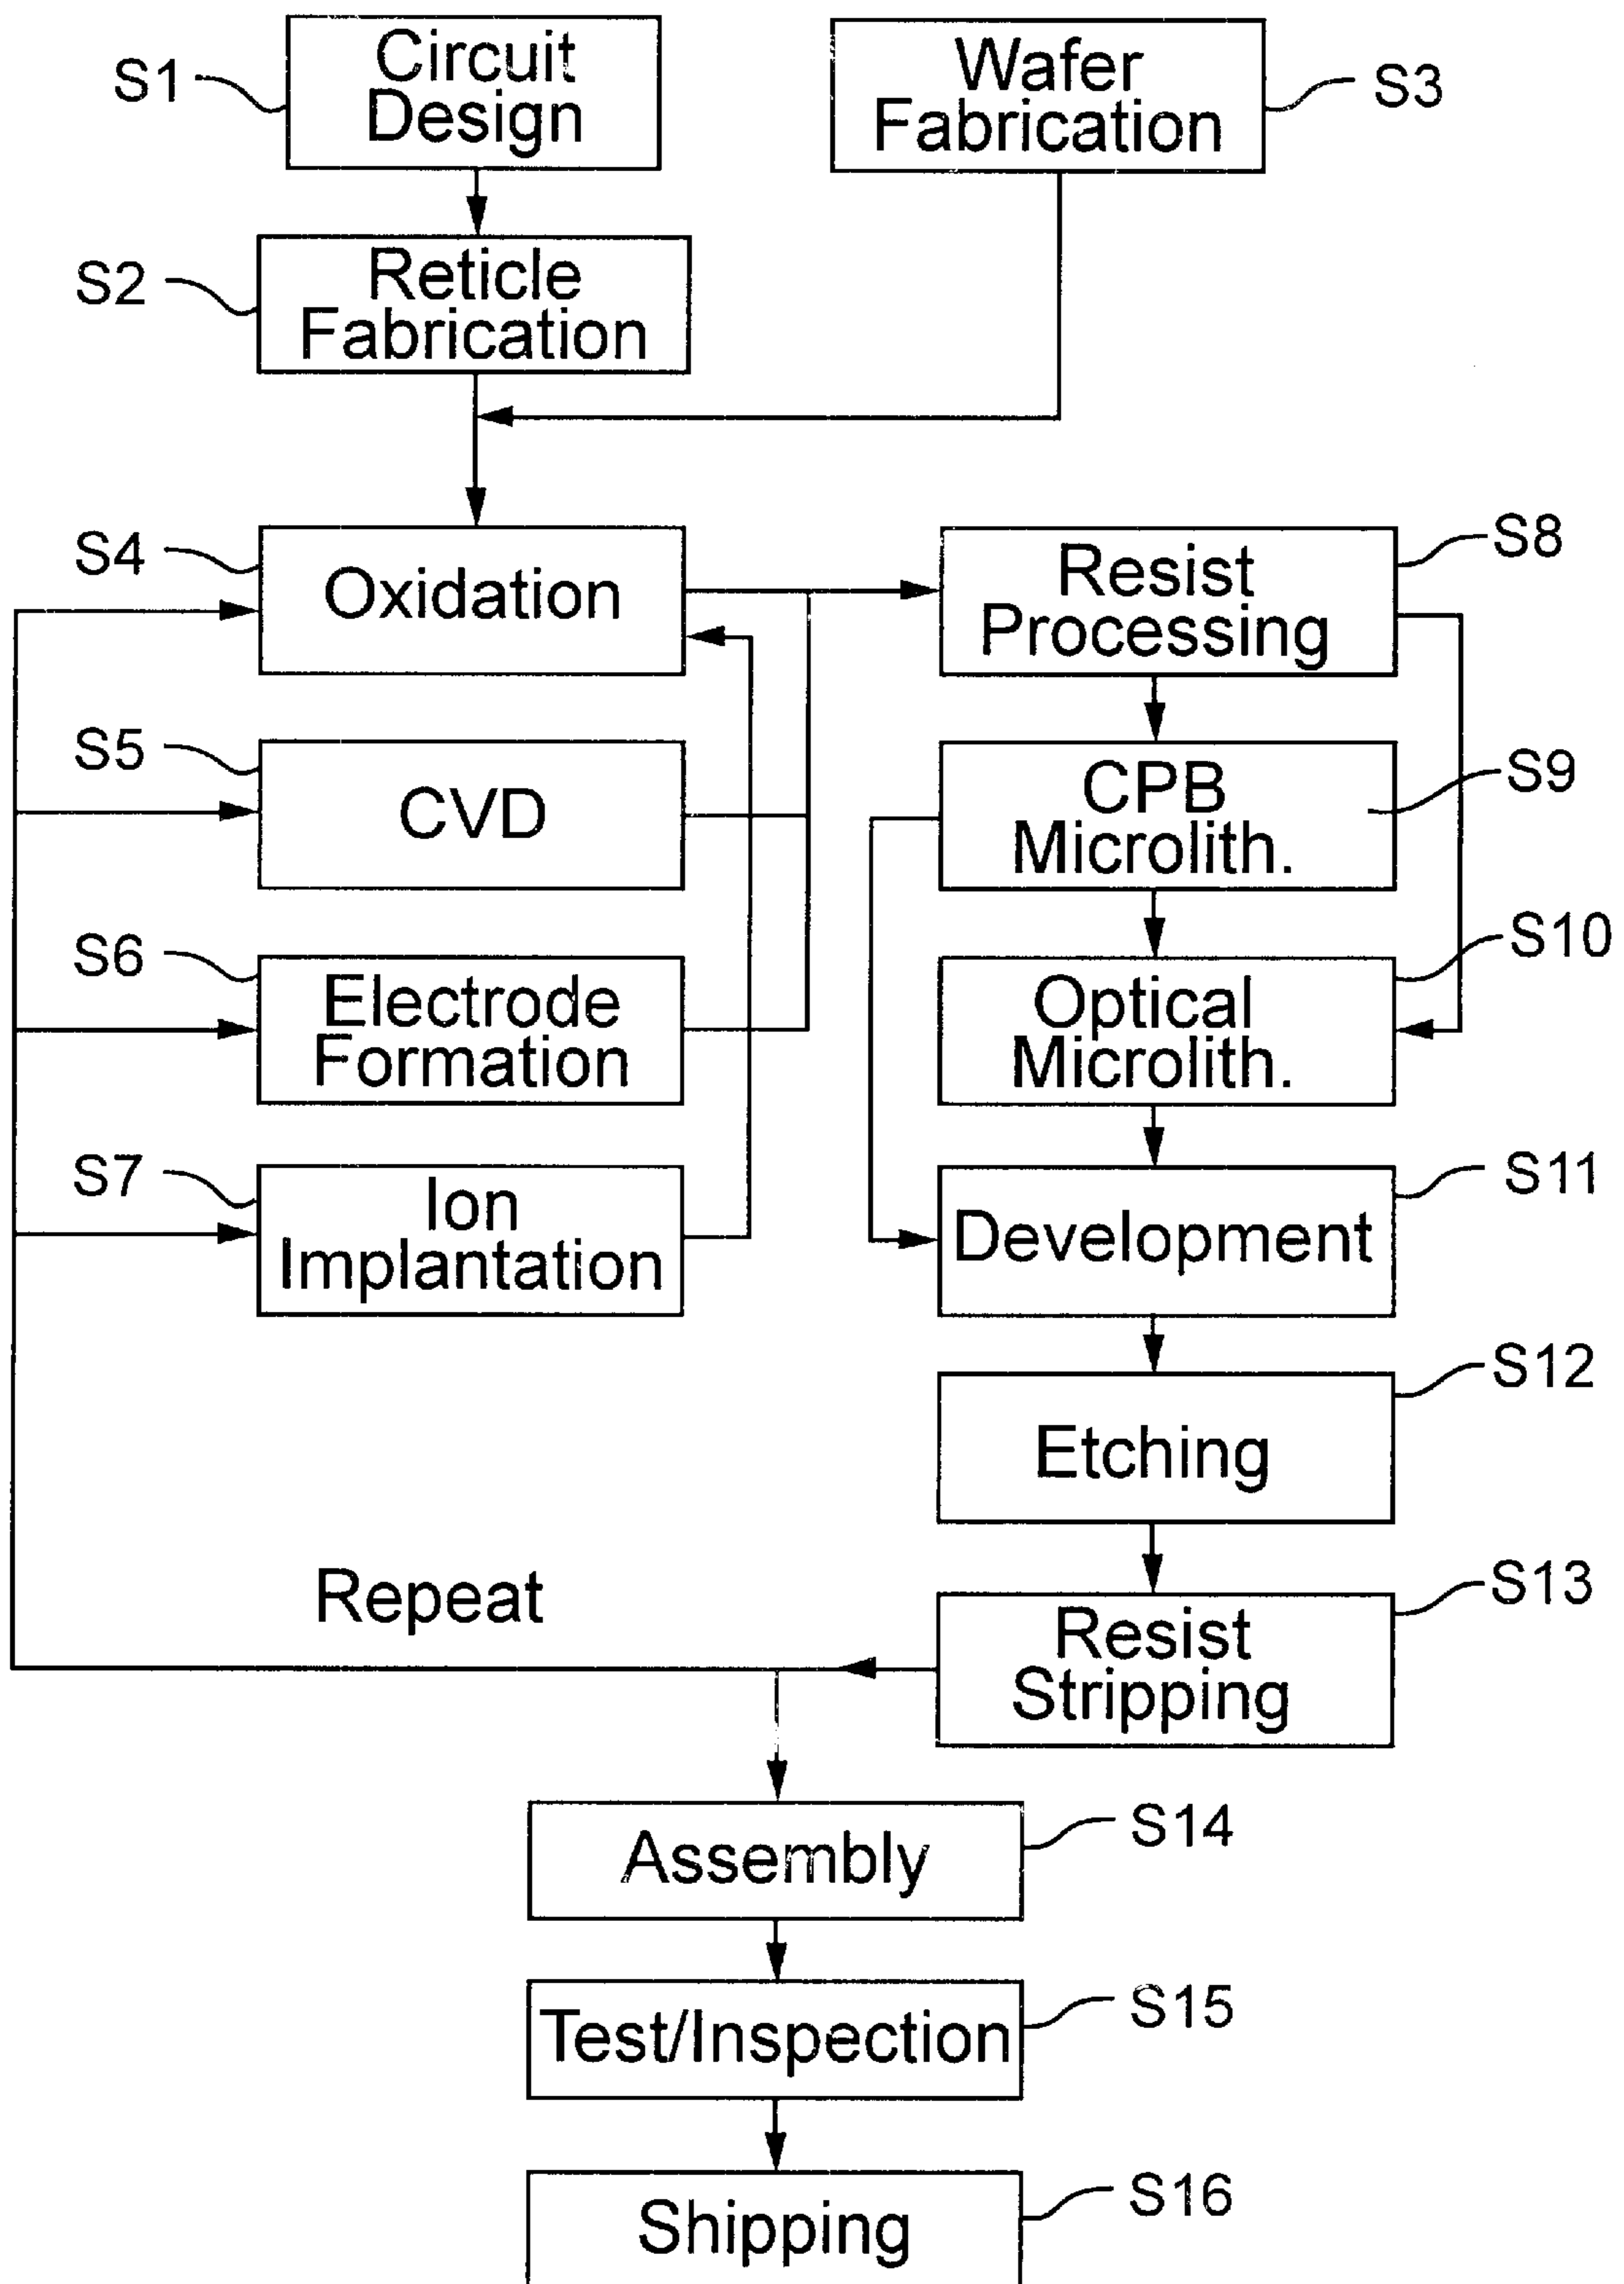 S1
Circuit
Design
Wafer
Fabrication
S3
S2
Reticle
Fabrication
S4
Oxidation
Resist
Processing
S8
S5
CVD
CPB
Microlith.
S9
S6
Electrode
Formation
Optical
Microlith.
S10
S7
Ion
Implantation
Development
S11
Etching
S12
Repeat
Resist
Stripping
S13
Assembly
S14
Test/Inspection
S15
Shipping
S16